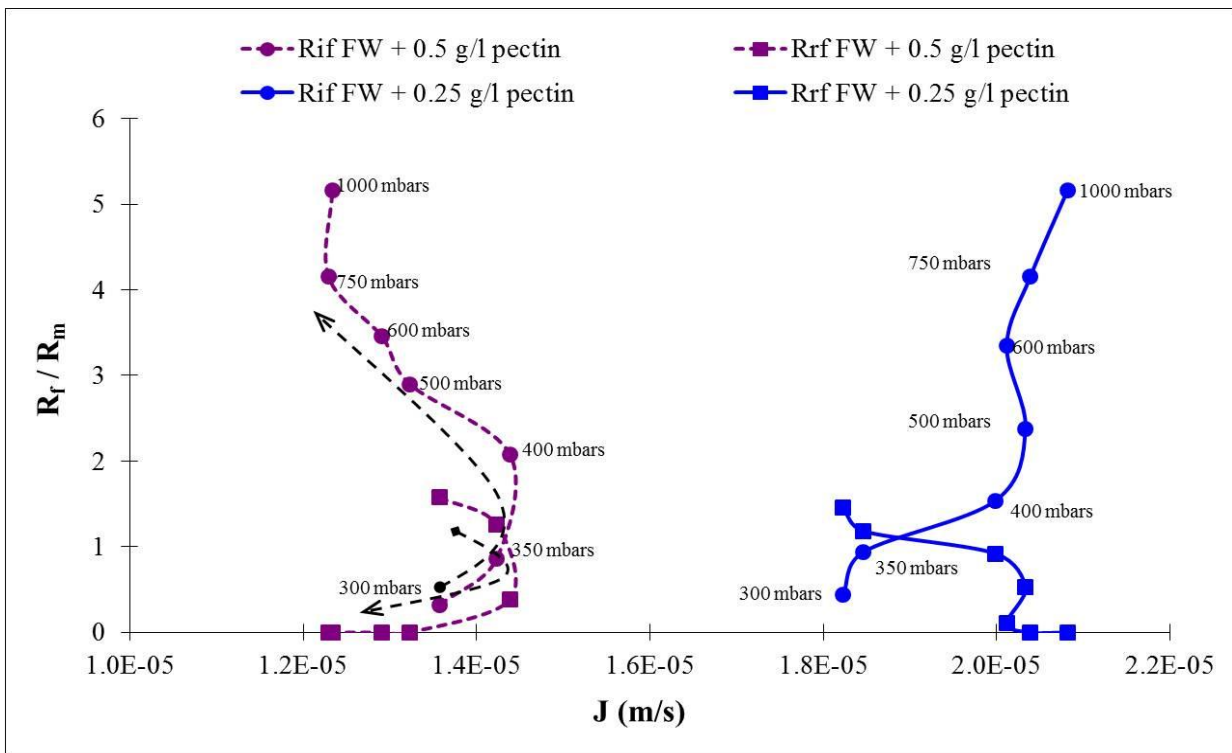 Rif FW + 0.5 g/l pectin
Rrf FW + 0.5 g/l pectin
Rif FW + 0.25 g/l pectin
Rrf FW + 0.25 g/l pectin
6
5
4
3
2
1
0
R_f / R_m
1000 mbars
750 mbars
600 mbars
500 mbars
400 mbars
350 mbars
300 mbars
1000 mbars
750 mbars
600 mbars
500 mbars
400 mbars
350 mbars
300 mbars
1.0E-05 1.2E-05 1.4E-05 1.6E-05 1.8E-05 2.0E-05 2.2E-05
J (m/s)